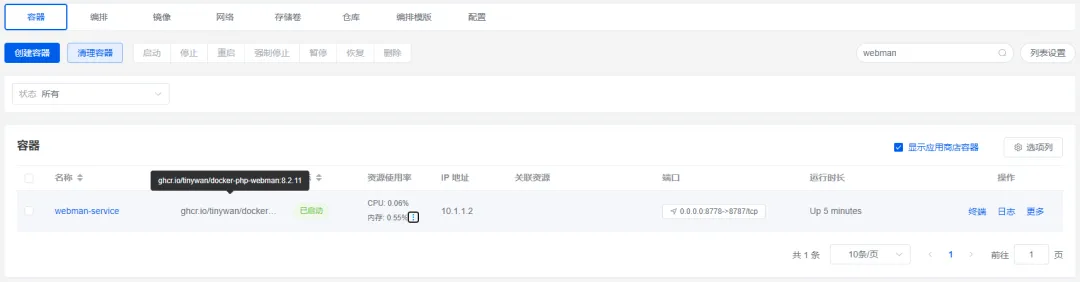 容器 编排 镜像 网络 存储卷 仓库 编排模版 配置
创建容器 清理容器 启动 停止 重启 强制停止 暂停 恢复 删除 webman 列表设置
状态 所有
容器 显示应用商店容器 选项列
ghcr.io/tinywan/docker-php-webman:8.2.11
名称 资源使用率 IP 地址 关联资源 端口 运行时长 操作
webman-service ghcr.io/tinywan/docker... 已启动 CPU: 0.06% 10.1.1.2 0.0.0.0:8778->8787/tcp Up 5 minutes 终端 日志 更多
内存: 0.55%
共 1 条 10条/页 1 前往 1 页